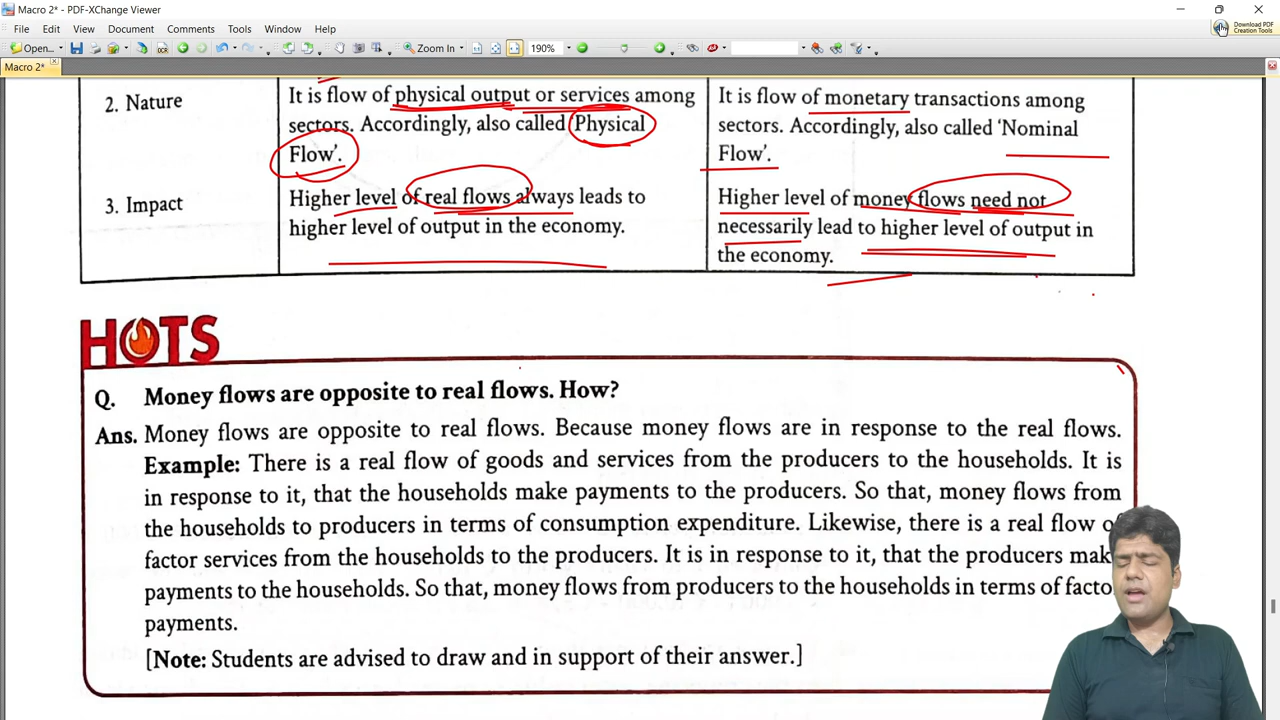 Macro 2* - PDF-XChange Viewer
File Edit View Document Comments Tools Window Help
Download PDF
Creation Tools
Open... OCR Zoom In 190%
Macro 2*
2. Nature
It is flow of physical output or services among
sectors. Accordingly, also called 'Physical
Flow'.
It is flow of monetary transactions among
sectors. Accordingly, also called 'Nominal
Flow'.
3. Impact
Higher level of real flows always leads to
higher level of output in the economy.
Higher level of money flows need not
necessarily lead to higher level of output in
the economy.
HOTS
Q. Money flows are opposite to real flows. How?
Ans. Money flows are opposite to real flows. Because money flows are in response to the real flows.
Example: There is a real flow of goods and services from the producers to the households. It is
in response to it, that the households make payments to the producers. So that, money flows from
the households to producers in terms of consumption expenditure. Likewise, there is a real flow of
factor services from the households to the producers. It is in response to it, that the producers mak
payments to the households. So that, money flows from producers to the households in terms of facto
payments.
[Note: Students are advised to draw and in support of their answer.]